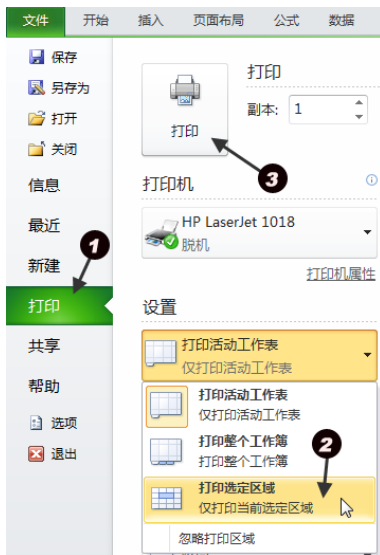 文件 开始 插入 页面布局 公式 数据
保存
另存为
打开
关闭
信息
最近
新建
打印
共享
帮助
选项
退出
打印
打印
副本: 1
3
打印机
HP LaserJet 1018
脱机
打印机属性
1
设置
打印活动工作表
仅打印活动工作表
打印活动工作表
仅打印活动工作表
打印整个工作簿
打印整个工作簿
2
打印选定区域
仅打印当前选定区域
忽略打印区域